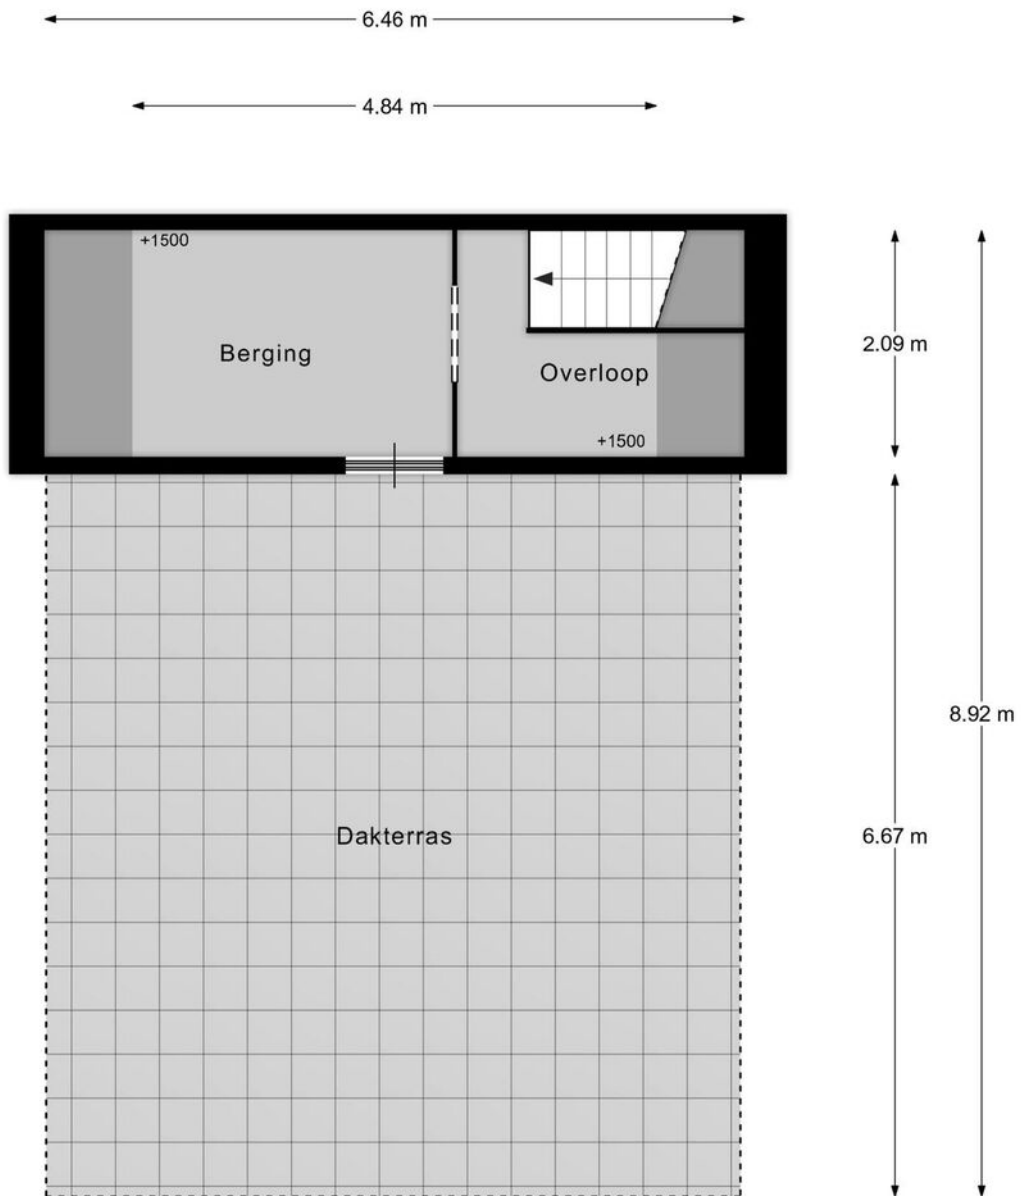 6.46 m
4.84 m
+1500
Berging
Overloop
+1500
2.09 m
8.92 m
6.67 m
Dakterras